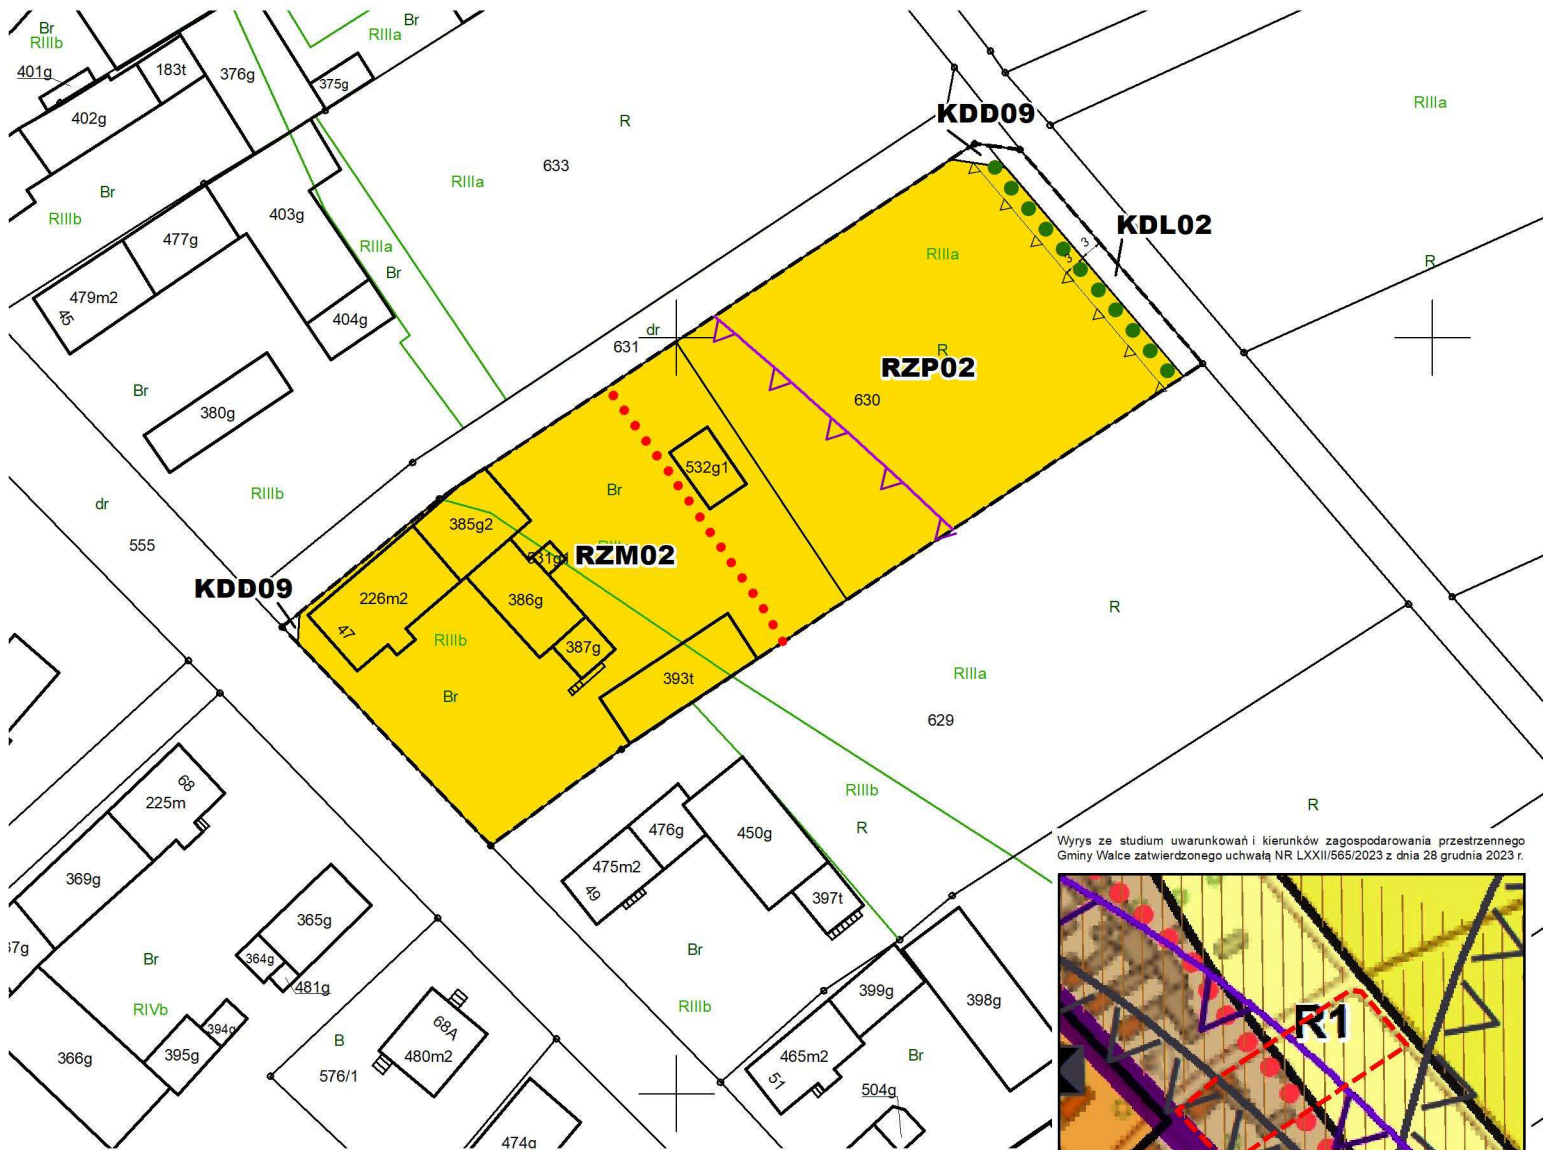 Br
RIIIb
401g
183t
376g
402g
Br
RIIIa
375g
Br
RIIIb
R
633
RIIIa
403g
477g
479m2
45
404g
RIIIa
Br
Br
380g
RIIIb
dr
555
dr
631
KDD09
KDL02
3
3
RIIIa
R
RIIIa
R
RZP02
630
532g1
Br
385g2
531g1
RZM02
KDD09
226m2
47
386g
387g
RIIIb
Br
393t
R
RIIIa
629
RIIIb
R
R
68
225m
369g
476g
450g
475m2
49
397t
365g
364g
481g
67g
Br
RIVb
394g
395g
366g
B
576/1
68A
480m2
474g
Br
RIIIb
399g
398g
465m2
51
Br
504g
Wyrys ze studium uwarunkowań i kierunków zagospodarowania przestrzennego
Gminy Walce zatwierdzonego uchwałą NR LXXII/565/2023 z dnia 28 grudnia 2023 r.
R1